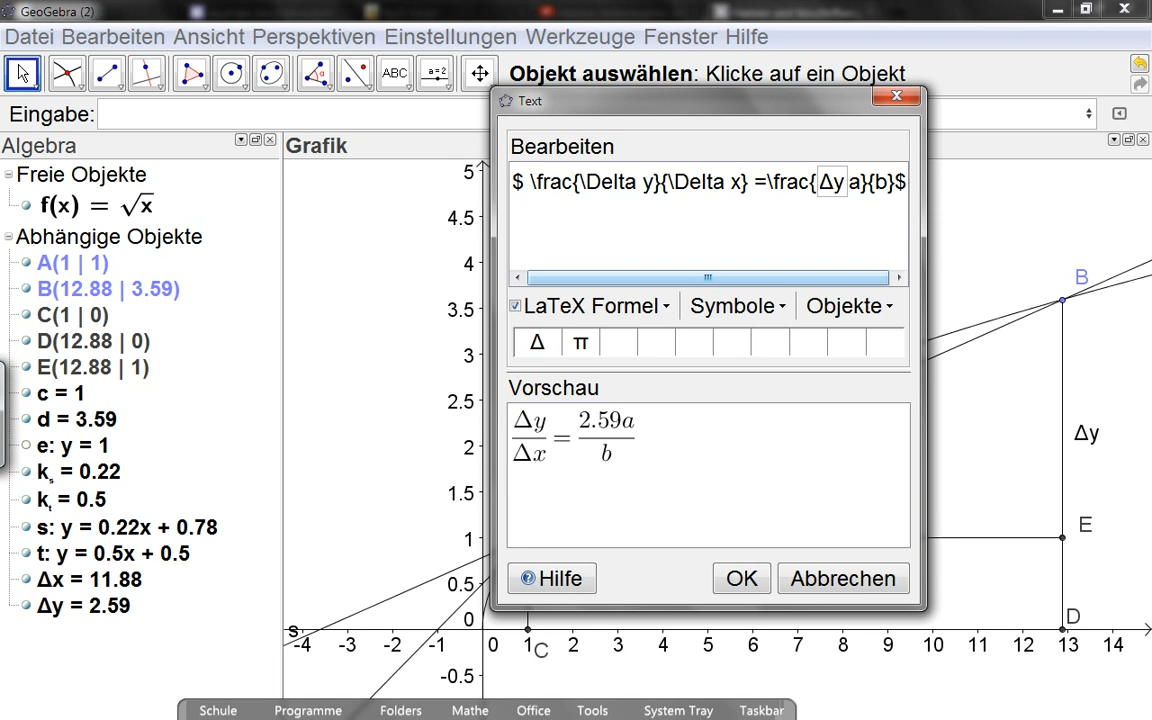 GeoGebra (2)
Datei Bearbeiten Ansicht Perspektiven Einstellungen Werkzeuge Fenster Hilfe
ABC
a=2
Objekt auswählen: Klicke auf ein Objekt
Eingabe:
Algebra
Freie Objekte
f(x) = √x
Abhängige Objekte
A(1 | 1)
B(12.88 | 3.59)
C(1 | 0)
D(12.88 | 0)
E(12.88 | 1)
c = 1
d = 3.59
e: y = 1
kₛ = 0.22
kₜ = 0.5
s: y = 0.22x + 0.78
t: y = 0.5x + 0.5
Δx = 11.88
Δy = 2.59
Grafik
5
4.5
4
3.5
3
2.5
2
1.5
1
0.5
0
-0.5
-4 -3 -2 -1 0 1 2 3 4 5 6 7 8 9 10 11 12 13 14
s
C
B
Δy
E
D
Text
Bearbeiten
$ \frac{\Delta y}{\Delta x} =\frac{Δy a}{b}$
LaTeX Formel
Symbole
Objekte
Δ π
Vorschau
Δy/Δx = 2.59a/b
Hilfe
OK
Abbrechen
Schule Programme Folders Mathe Office Tools System Tray Taskbar